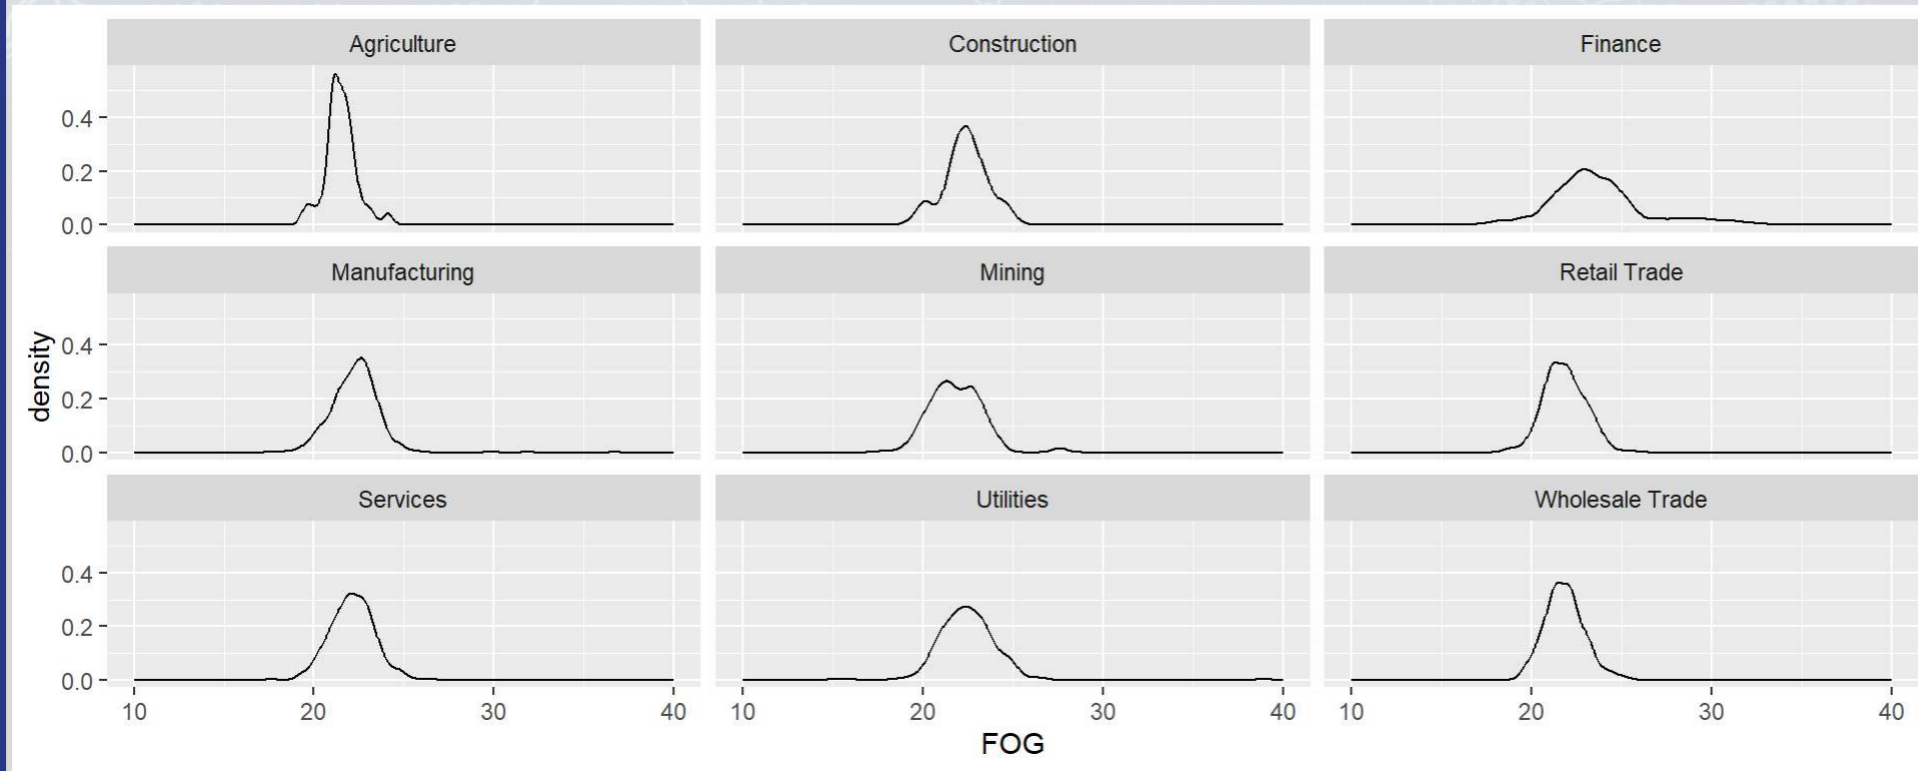 Agriculture
Construction
Finance
0.4
0.2
0.0
Manufacturing
Mining
Retail Trade
density
0.4
0.2
0.0
Services
Utilities
Wholesale Trade
0.4
0.2
0.0
10 20 30 40
10 20 30 40
10 20 30 40
FOG